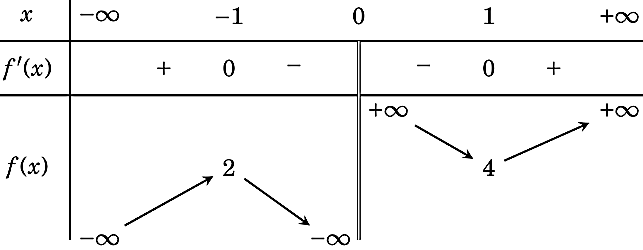 x −∞ −1 0 1 +∞
f′(x) + 0 − − 0 +
+∞ +∞
f(x) 2 4
−∞ −∞